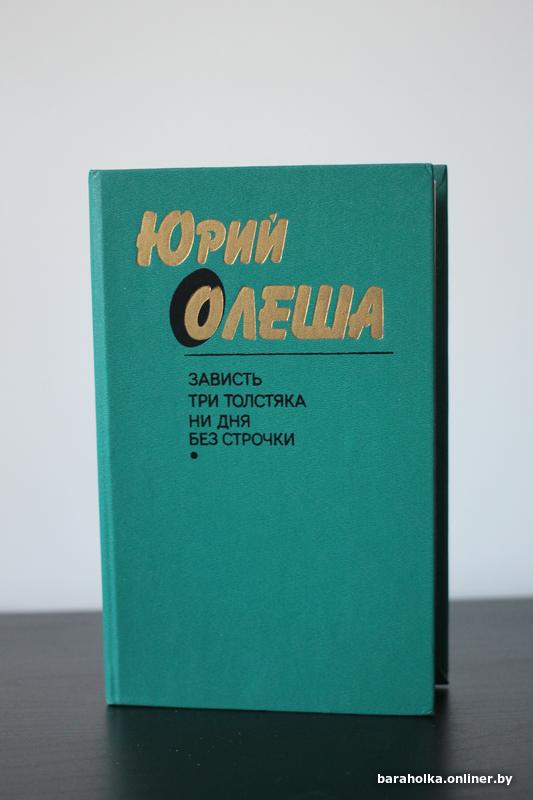 ЮРИЙ
ОЛЕША
ЗАВИСТЬ
ТРИ ТОЛСТЯКА
НИ ДНЯ
БЕЗ СТРОЧКИ
baraholka.onliner.by